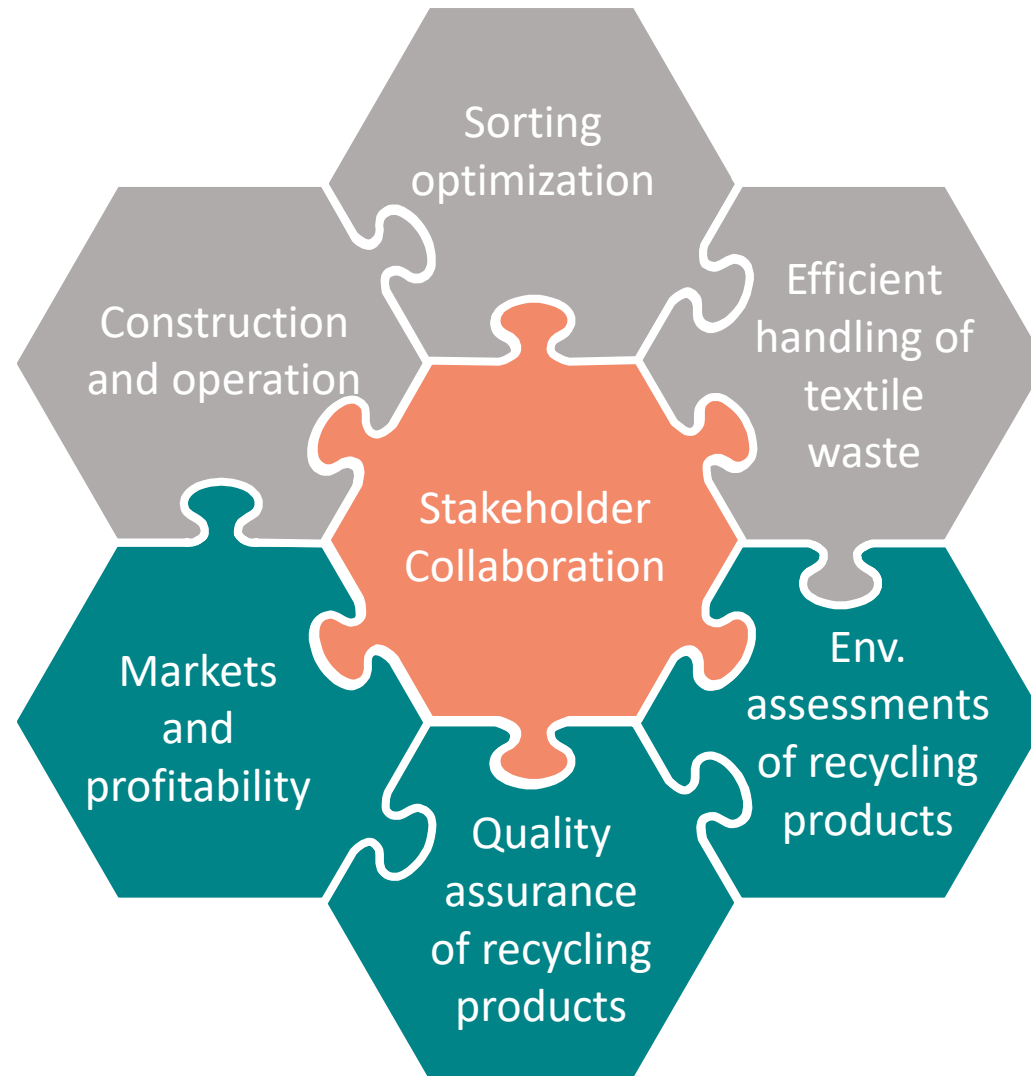 Sorting
optimization
Efficient
handling of
textile
waste
Construction
and operation
Stakeholder
Collaboration
Markets
and
profitability
Env.
assessments
of recycling
products
Quality
assurance
of recycling
products